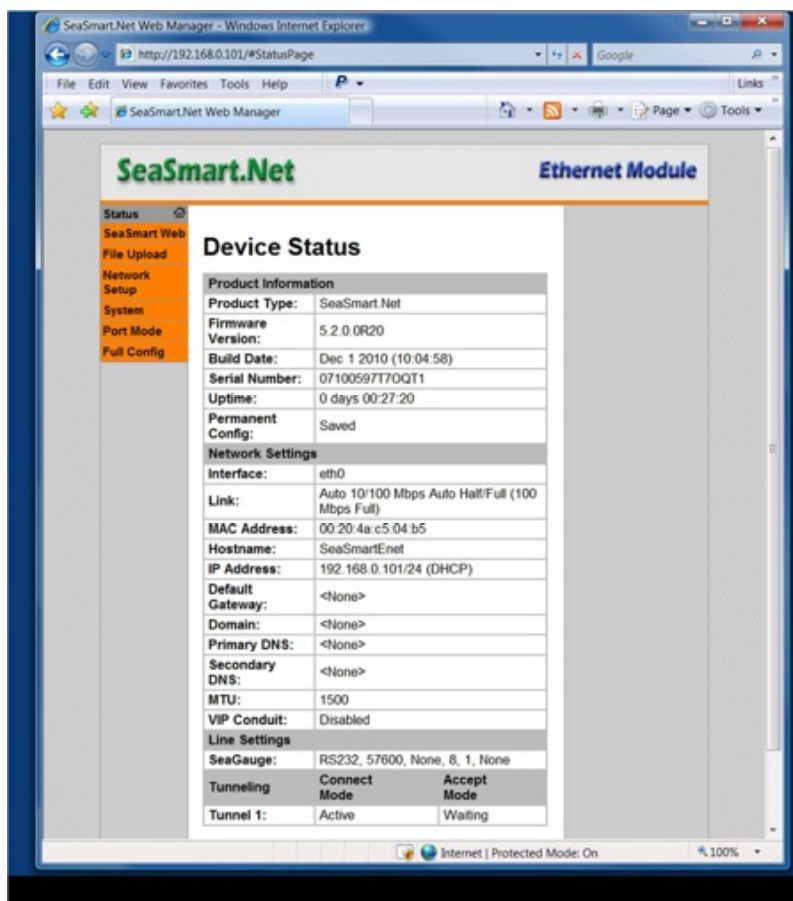 SeaSmart.Net Web Manager - Windows Internet Explorer
http://192.168.0.101/#StatusPage
Google
File Edit View Favorites Tools Help
Links
SeaSmart.Net Web Manager
Page
Tools
SeaSmart.Net
Ethernet Module
Status
SeaSmart Web
File Upload
Network
Setup
System
Port Mode
Full Config
Device Status
Product Information
Product Type: SeaSmart.Net
Firmware
Version: 5.2.0.0R20
Build Date: Dec 1 2010 (10:04:58)
Serial Number: 07100597T7OQT1
Uptime: 0 days 00:27:20
Permanent
Config: Saved
Network Settings
Interface: eth0
Link: Auto 10/100 Mbps Auto Half/Full (100
Mbps Full)
MAC Address: 00:20:4a:c5:04:b5
Hostname: SeaSmartEnet
IP Address: 192.168.0.101/24 (DHCP)
Default
Gateway: <None>
Domain: <None>
Primary DNS: <None>
Secondary
DNS: <None>
MTU: 1500
VIP Conduit: Disabled
Line Settings
SeaGauge: RS232, 57600, None, 8, 1, None
Tunneling Connect
Mode Accept
Mode
Tunnel 1: Active Waiting
Internet | Protected Mode: On
100%